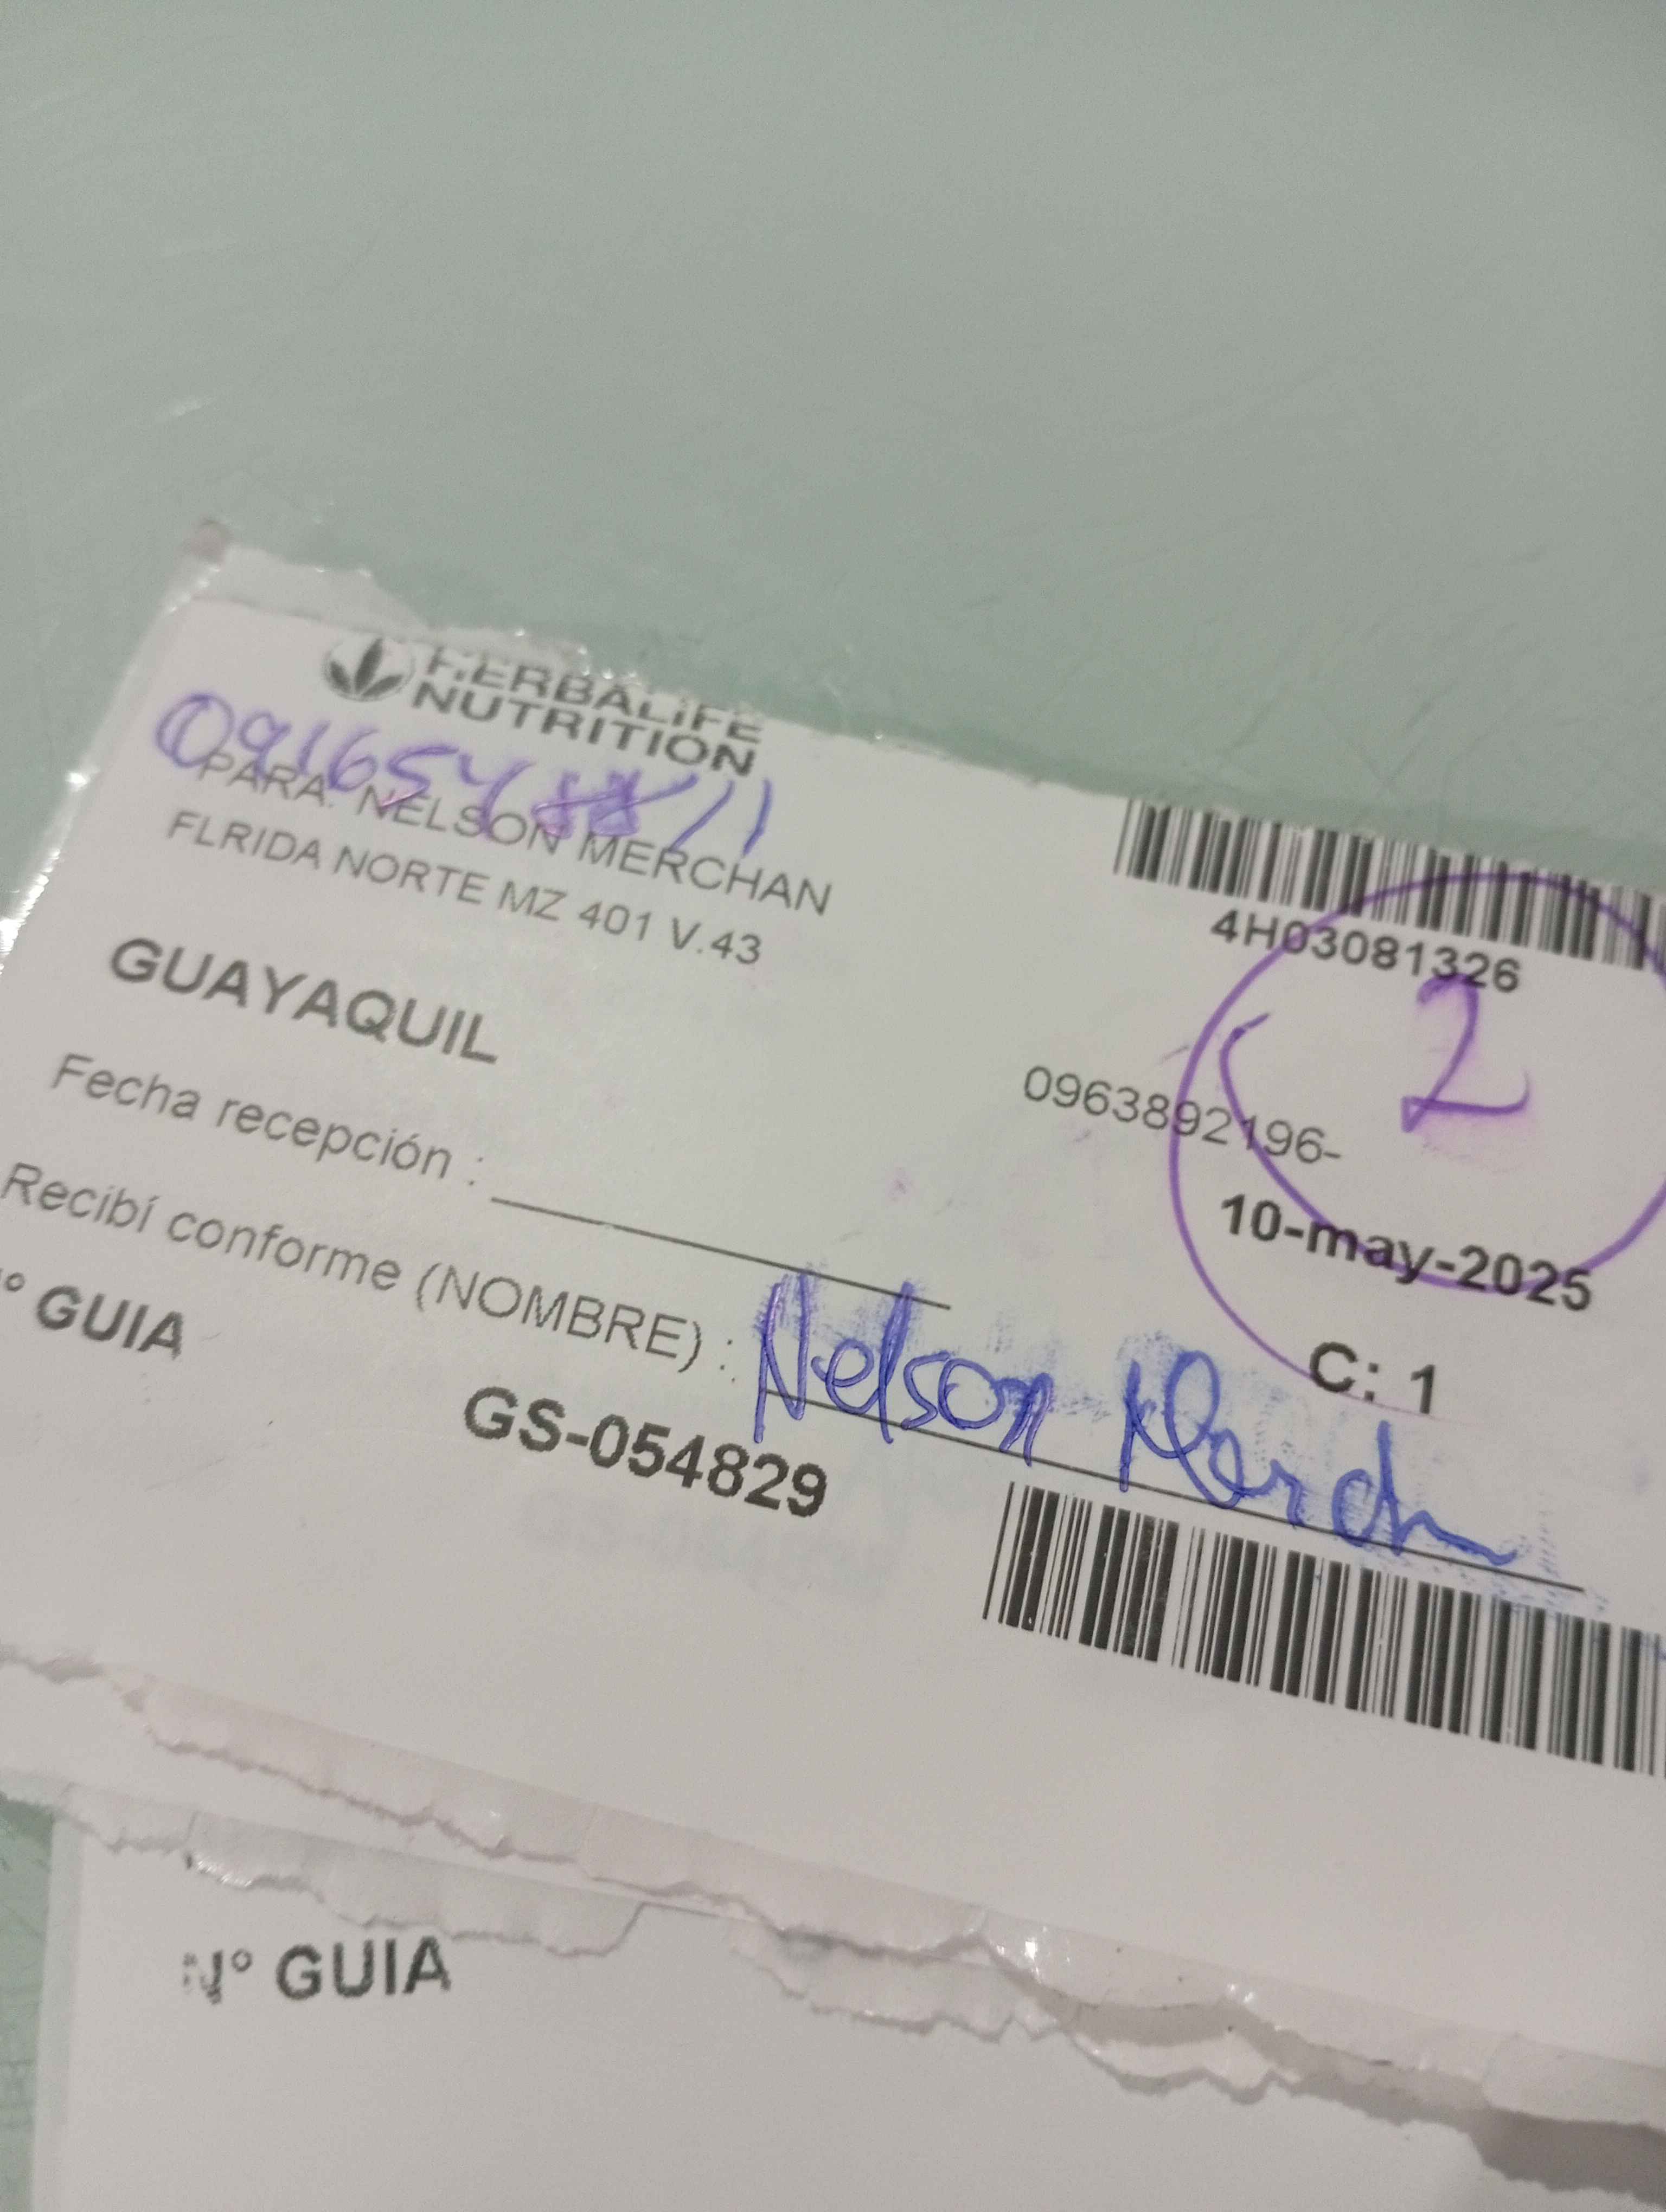 HERBALIFE
NUTRITION
PARA: NELSON MERCHAN
FLRIDA NORTE MZ 401 V.43
4H03081326
2
GUAYAQUIL
0963892196-
Fecha recepción :
10-may-2025
Recibí conforme (NOMBRE) : Nelson Merch
C: 1
° GUIA
GS-054829
N° GUIA